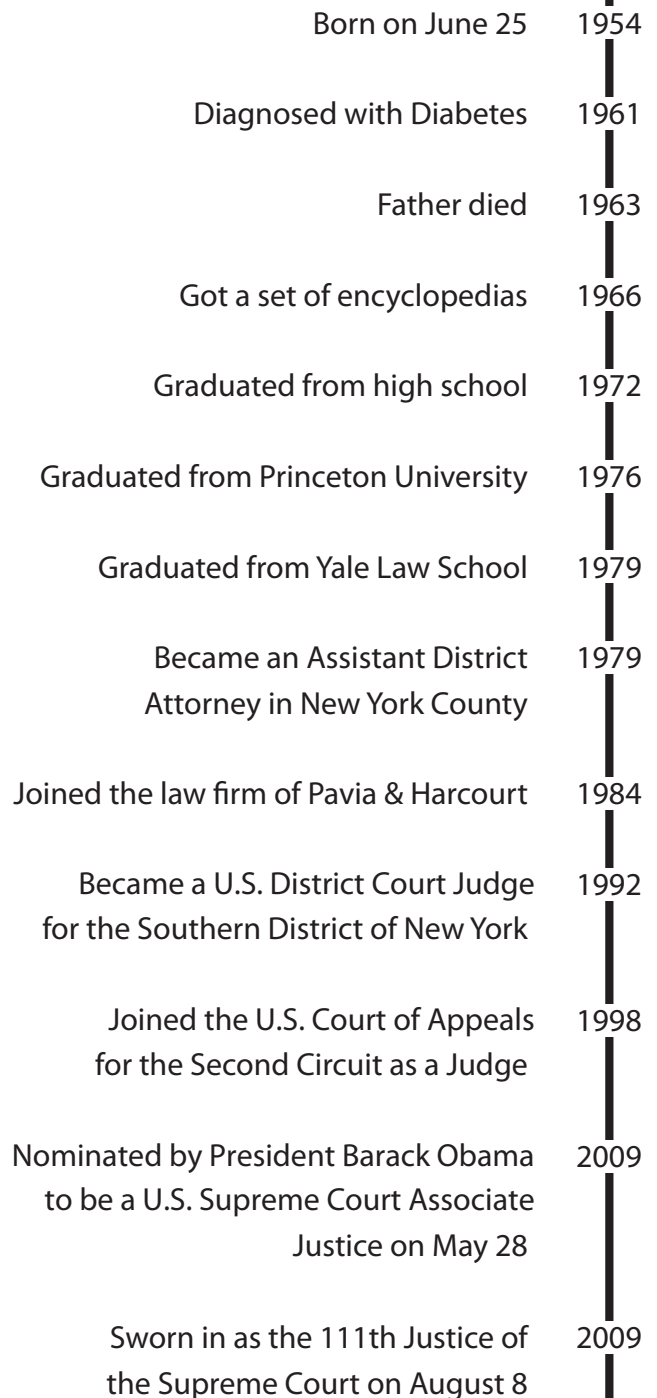 Born on June 25 1954
Diagnosed with Diabetes 1961
Father died 1963
Got a set of encyclopedias 1966
Graduated from high school 1972
Graduated from Princeton University 1976
Graduated from Yale Law School 1979
Became an Assistant District 1979
Attorney in New York County
Joined the law firm of Pavia & Harcourt 1984
Became a U.S. District Court Judge 1992
for the Southern District of New York
Joined the U.S. Court of Appeals 1998
for the Second Circuit as a Judge
Nominated by President Barack Obama 2009
to be a U.S. Supreme Court Associate
Justice on May 28
Sworn in as the 111th Justice of 2009
the Supreme Court on August 8